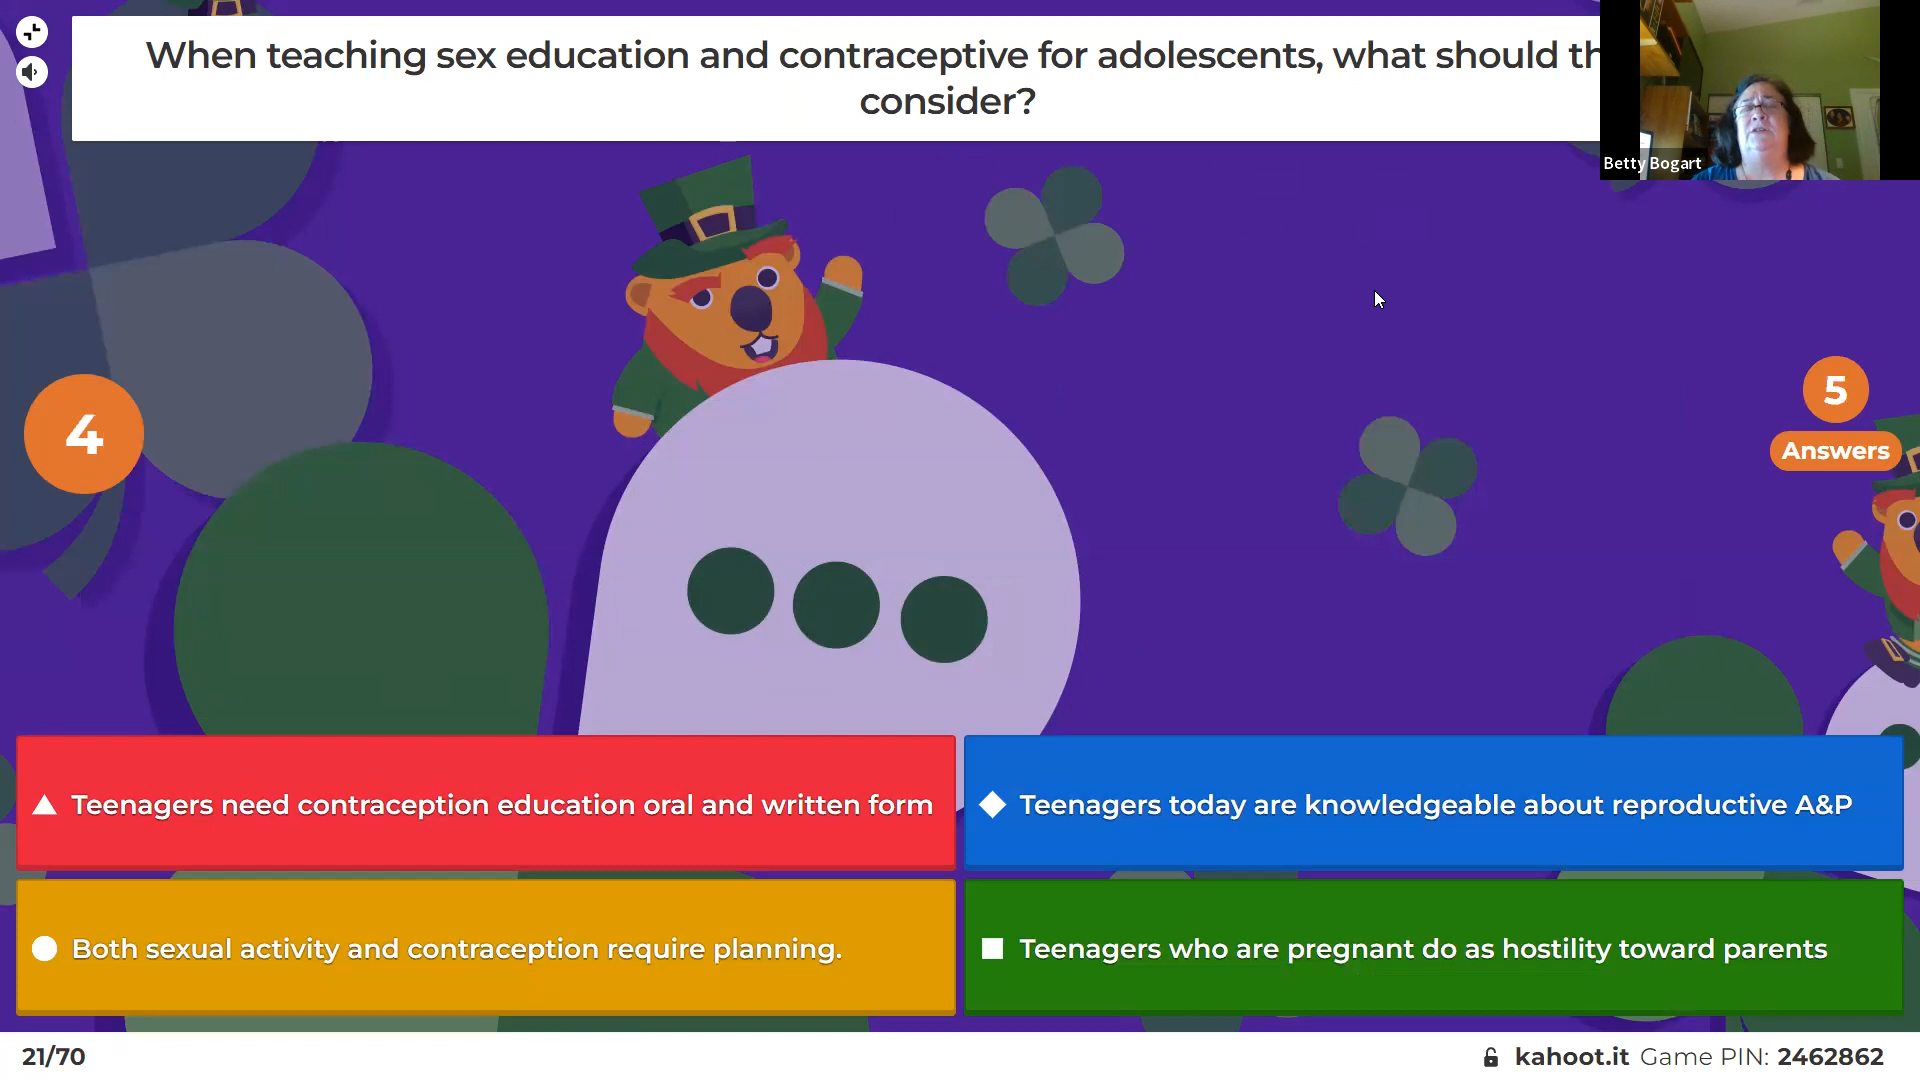 When teaching sex education and contraceptive for adolescents, what should
consider?
Betty Bogart
4
5
Answers
Teenagers need contraception education oral and written form
Teenagers today are knowledgeable about reproductive A&P
Both sexual activity and contraception require planning.
Teenagers who are pregnant do as hostility toward parents
21/70
kahoot.it Game PIN: 2462862